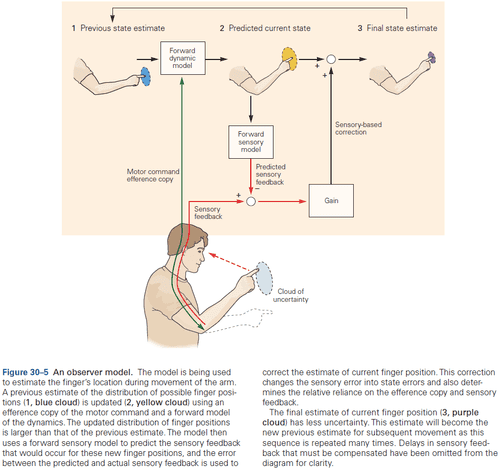 1 Previous state estimate
2 Predicted current state
3 Final state estimate
Forward
dynamic
model
+
+
Forward
sensory
model
Sensory-based
correction
Motor command
efference copy
Predicted
sensory
feedback
–
+
Sensory
feedback
Gain
Cloud of
uncertainty
Figure 30–5 An observer model. The model is being used
to estimate the finger's location during movement of the arm.
A previous estimate of the distribution of possible finger posi-
tions (1, blue cloud) is updated (2, yellow cloud) using an
efference copy of the motor command and a forward model
of the dynamics. The updated distribution of finger positions
is larger than that of the previous estimate. The model then
uses a forward sensory model to predict the sensory feedback
that would occur for these new finger positions, and the error
between the predicted and actual sensory feedback is used to
correct the estimate of current finger position. This correction
changes the sensory error into state errors and also deter-
mines the relative reliance on the efference copy and sensory
feedback.
The final estimate of current finger position (3, purple
cloud) has less uncertainty. This estimate will become the
new previous estimate for subsequent movement as this
sequence is repeated many times. Delays in sensory feed-
back that must be compensated have been omitted from the
diagram for clarity.